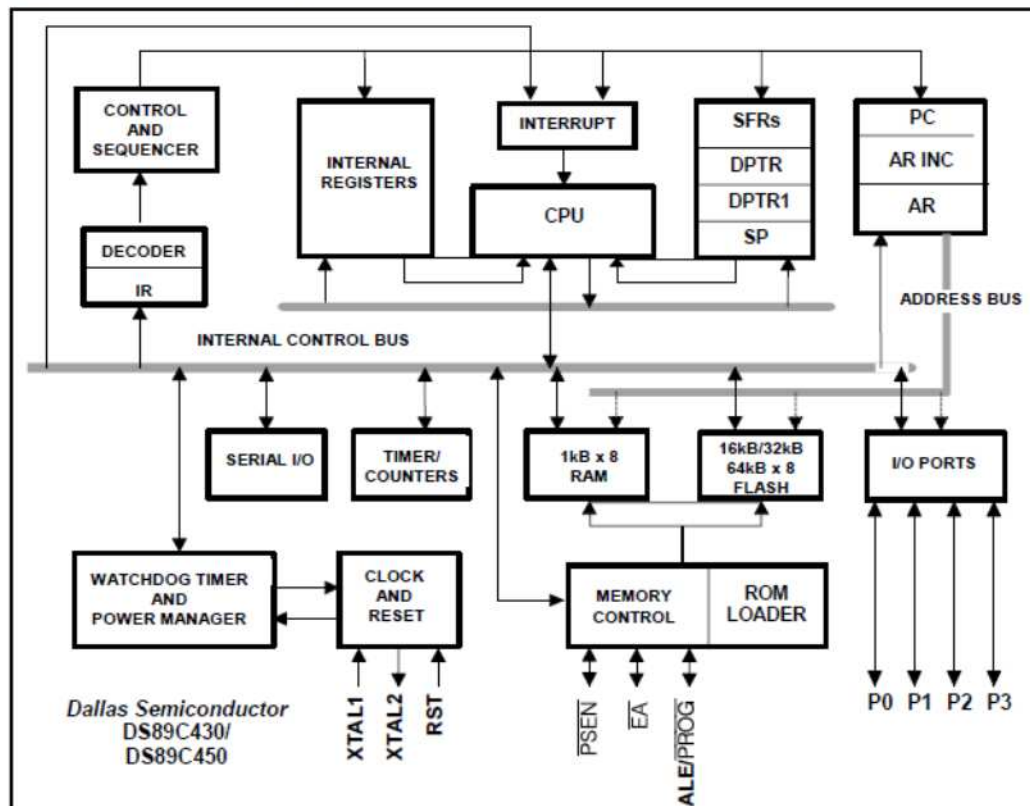 CONTROL
AND
SEQUENCER
INTERNAL
REGISTERS
INTERRUPT
CPU
SFRs
DPTR
DPTR1
SP
PC
AR INC
AR
DECODER
IR
ADDRESS BUS
INTERNAL CONTROL BUS
SERIAL I/O
TIMER/
COUNTERS
1kB x 8
RAM
16kB/32kB
64kB x 8
FLASH
I/O PORTS
WATCHDOG TIMER
AND
POWER MANAGER
CLOCK
AND
RESET
MEMORY
CONTROL
ROM
LOADER
XTAL1
XTAL2
RST
PSEN
EA
ALE/PROG
P0 P1 P2 P3
Dallas Semiconductor
DS89C430/
DS89C450